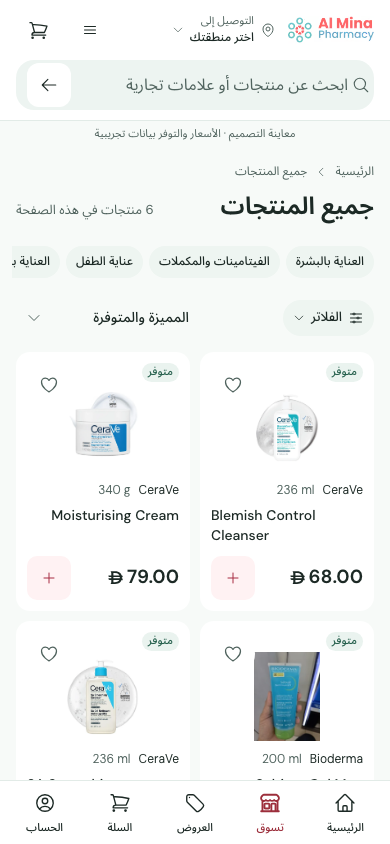 Al Mina
Pharmacy
التوصيل إلى
اختر منطقتك
ابحث عن منتجات أو علامات تجارية
معاينة التصميم · الأسعار والتوفر بيانات تجريبية
الرئيسية
جميع المنتجات
جميع المنتجات
6 منتجات في هذه الصفحة
العناية بالبشرة
الفيتامينات والمكملات
عناية الطفل
العناية
الفلاتر
المميزة والمتوفرة
متوفر
CeraVe
CeraVe 236 ml
Blemish Control
Cleanser
68.00
متوفر
CeraVe
CeraVe 340 g
Moisturising Cream
79.00
متوفر
Bioderma 200 ml
متوفر
CeraVe 236 ml
الرئيسية
تسوق
العروض
السلة
الحساب